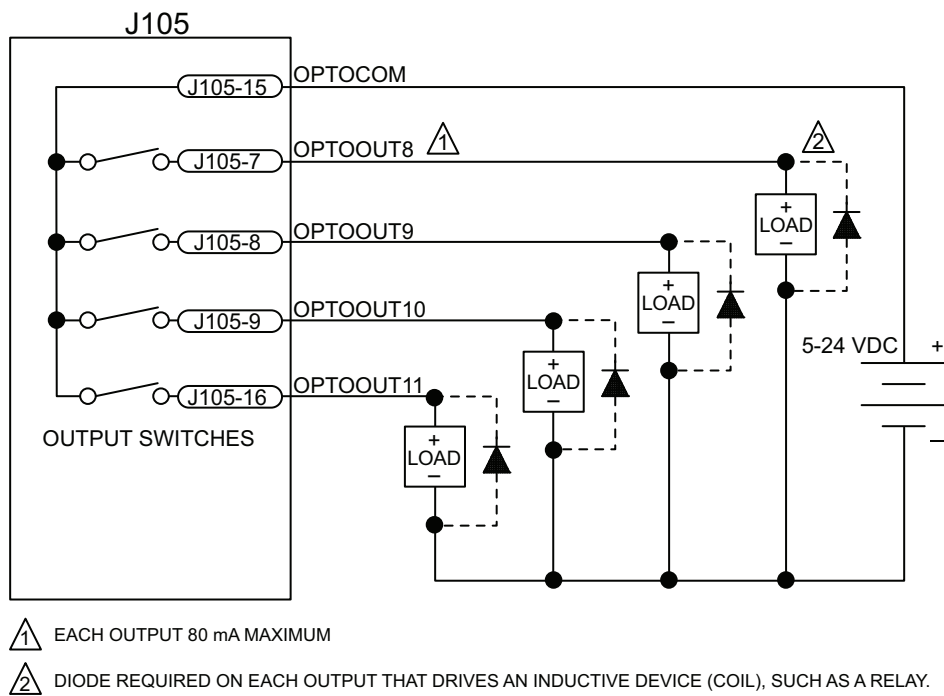 J105
J105-15 OPTOCOM
J105-7 OPTOOUT8 1 2
+
LOAD
–
J105-8 OPTOOUT9
+
LOAD
–
J105-9 OPTOOUT10
+
LOAD
–
5-24 VDC +
–
J105-16 OPTOOUT11
+
LOAD
–
OUTPUT SWITCHES
1 EACH OUTPUT 80 mA MAXIMUM
2 DIODE REQUIRED ON EACH OUTPUT THAT DRIVES AN INDUCTIVE DEVICE (COIL), SUCH AS A RELAY.